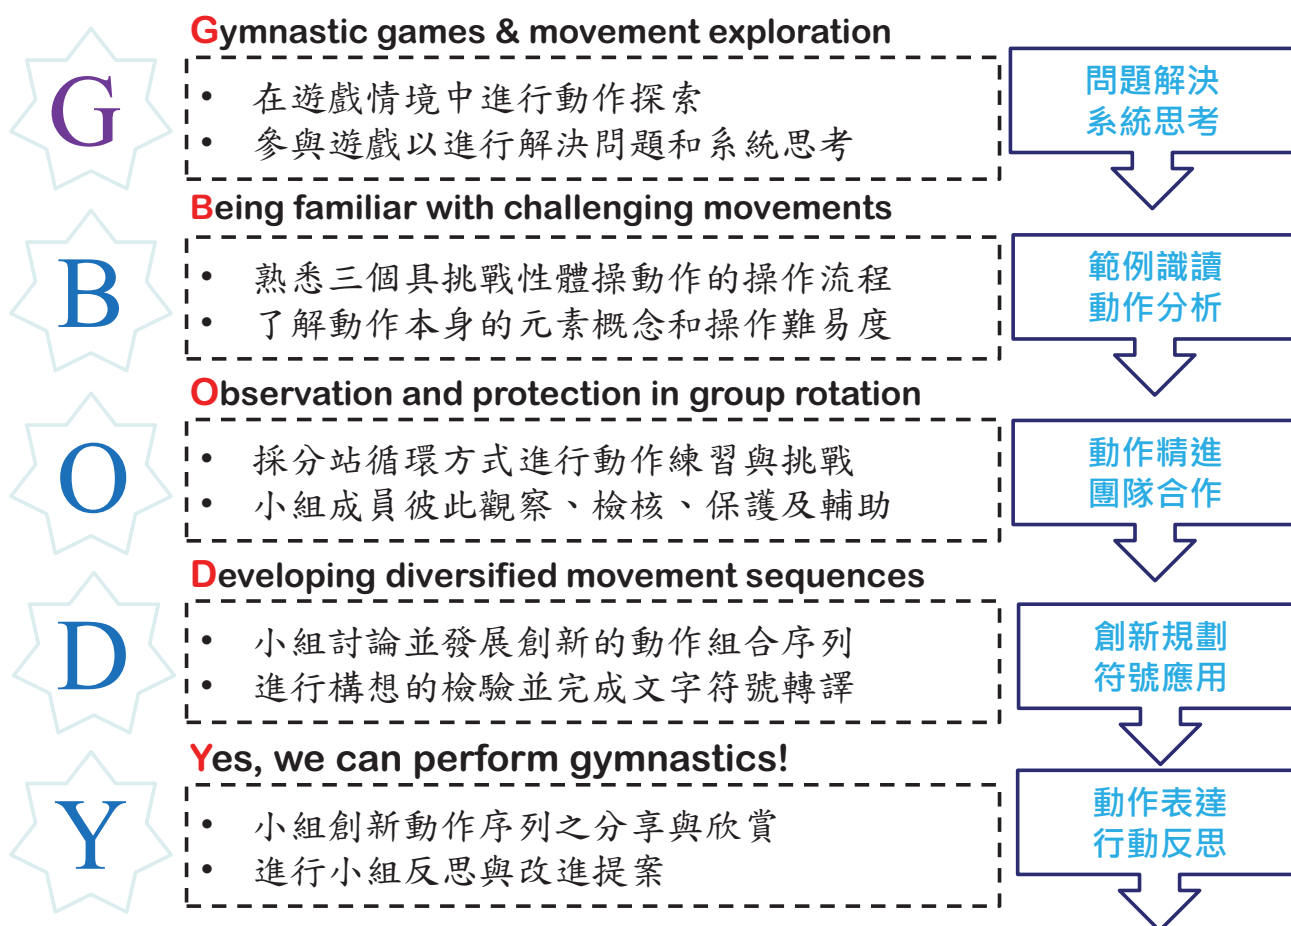 G
Gymnastic games & movement exploration
• 在遊戲情境中進行動作探索
• 參與遊戲以進行解決問題和系統思考
問題解決
系統思考
B
Being familiar with challenging movements
• 熟悉三個具挑戰性體操動作的操作流程
• 了解動作本身的元素概念和操作難易度
範例識讀
動作分析
O
Observation and protection in group rotation
• 採分站循環方式進行動作練習與挑戰
• 小組成員彼此觀察、檢核、保護及輔助
動作精進
團隊合作
D
Developing diversified movement sequences
• 小組討論並發展創新的動作組合序列
• 進行構想的檢驗並完成文字符號轉譯
創新規劃
符號應用
Y
Yes, we can perform gymnastics!
• 小組創新動作序列之分享與欣賞
• 進行小組反思與改進提案
動作表達
行動反思